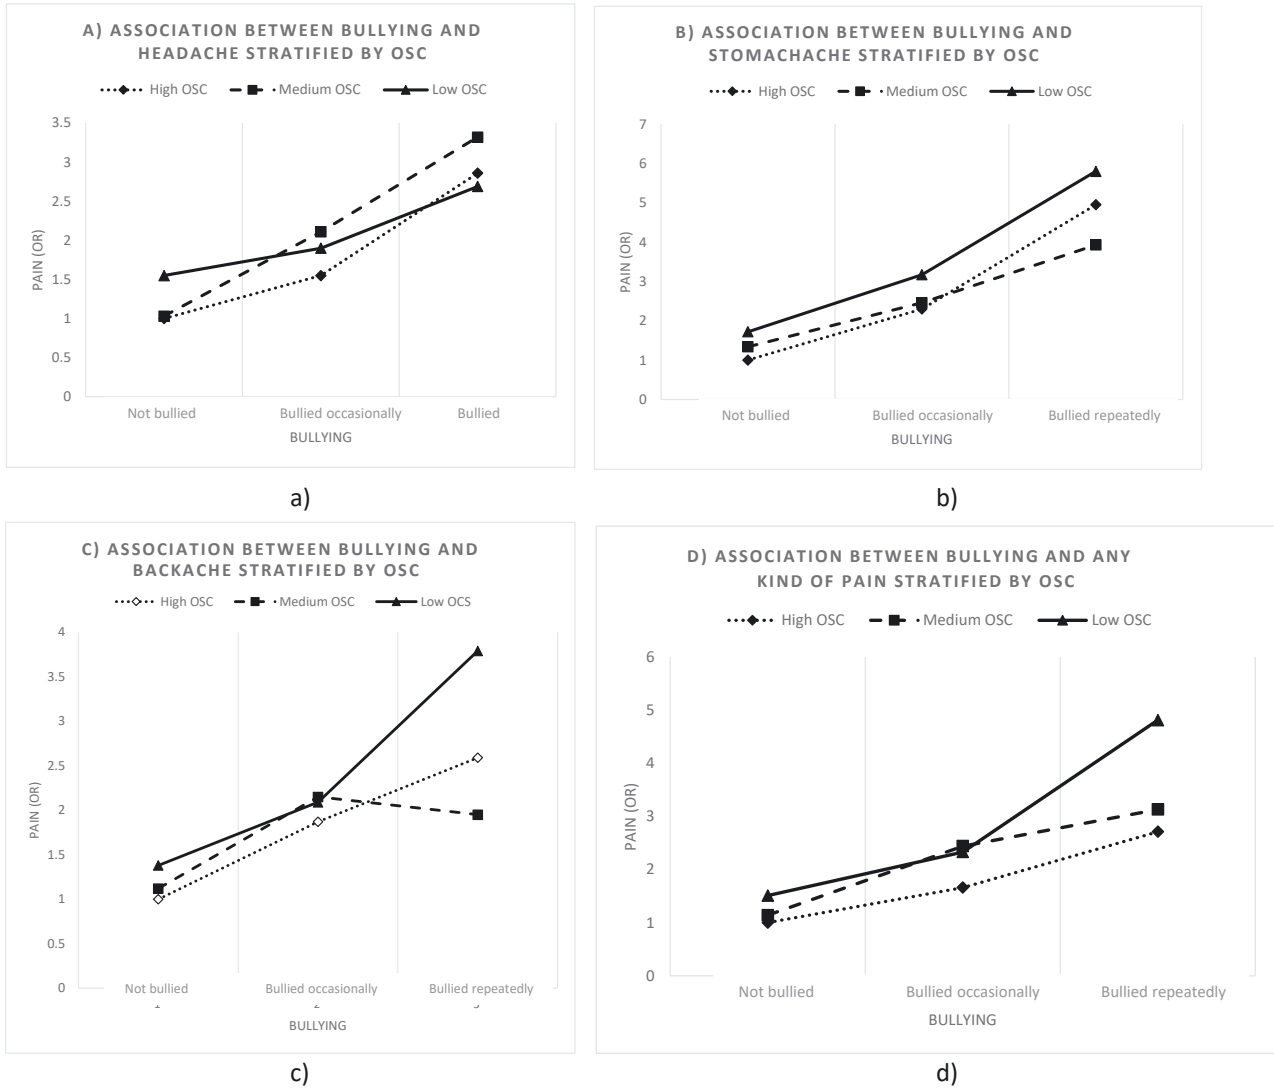 A) ASSOCIATION BETWEEN BULLYING AND
HEADACHE STRATIFIED BY OSC
High OSC
Medium OSC
Low OSC
3.5
3
2.5
2
1.5
1
0.5
0
PAIN (OR)
Not bullied
Bullied occasionally
Bullied
BULLYING
a)
B) ASSOCIATION BETWEEN BULLYING AND
STOMACHACHE STRATIFIED BY OSC
High OSC
Medium OSC
Low OSC
7
6
5
4
3
2
1
0
PAIN (OR)
Not bullied
Bullied occasionally
Bullied repeatedly
BULLYING
b)
C) ASSOCIATION BETWEEN BULLYING AND
BACKACHE STRATIFIED BY OSC
High OSC
Medium OSC
Low OCS
4
3.5
3
2.5
2
1.5
1
0.5
0
PAIN (OR)
Not bullied
Bullied occasionally
Bullied repeatedly
BULLYING
c)
D) ASSOCIATION BETWEEN BULLYING AND ANY
KIND OF PAIN STRATIFIED BY OSC
High OSC
Medium OSC
Low OSC
6
5
4
3
2
1
0
PAIN (OR)
Not bullied
Bullied occasionally
Bullied repeatedly
BULLYING
d)